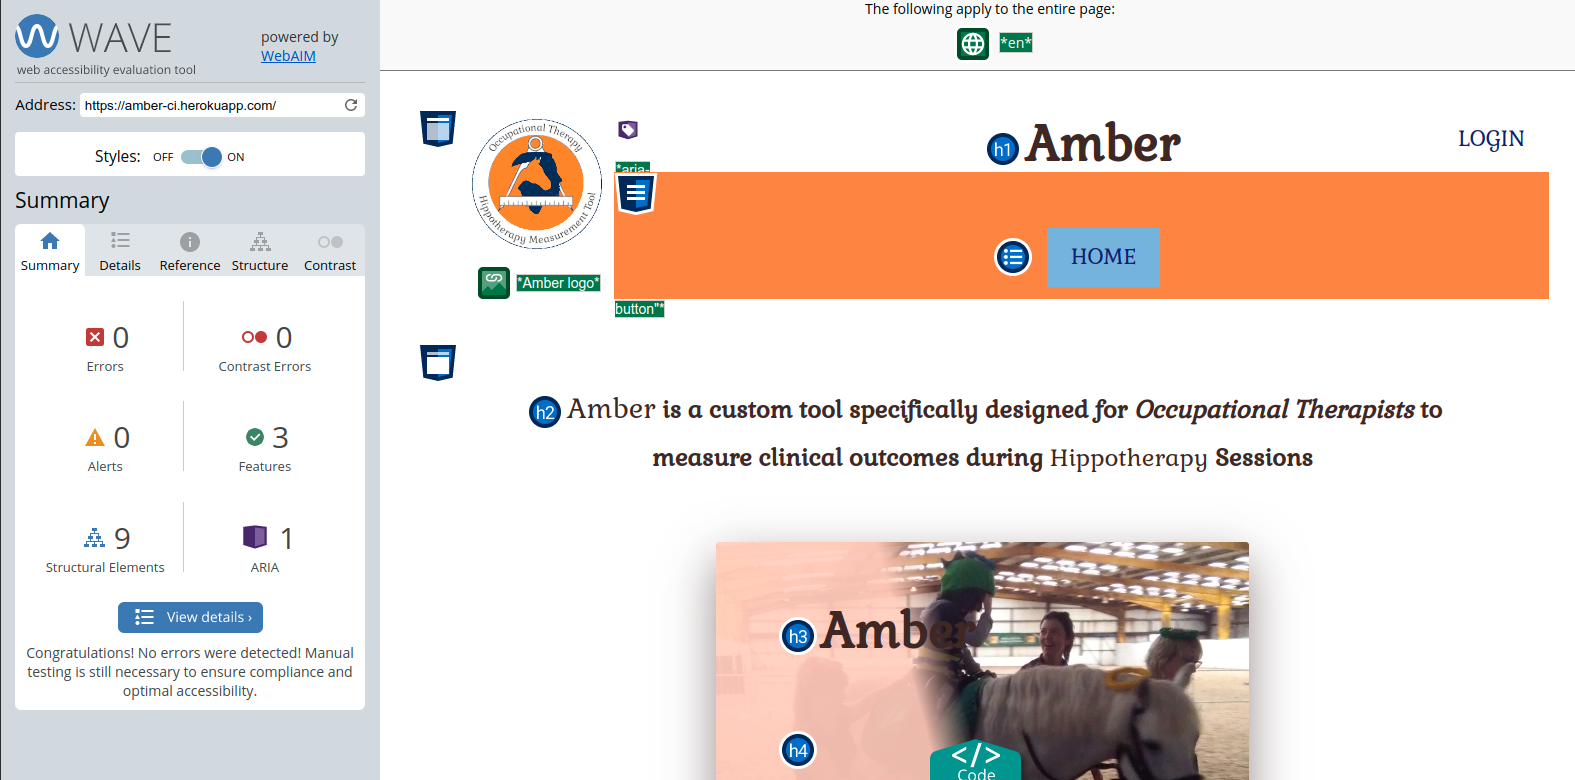 WAVE
web accessibility evaluation tool
powered by
WebAIM
Address: https://amber-ci.herokuapp.com/
Styles: OFF ON
Summary
Summary Details Reference Structure Contrast
0
Errors
0
Contrast Errors
0
Alerts
3
Features
9
Structural Elements
1
ARIA
View details ›
Congratulations! No errors were detected! Manual
testing is still necessary to ensure compliance and
optimal accessibility.
The following apply to the entire page:
*en*
Occupational Therapy
Hippotherapy Measurement Tool
*Amber logo*
*aria-
button"*
h1 Amber
LOGIN
HOME
h2 Amber is a custom tool specifically designed for Occupational Therapists to
measure clinical outcomes during Hippotherapy Sessions
h3 Amber
h4
</>
Code